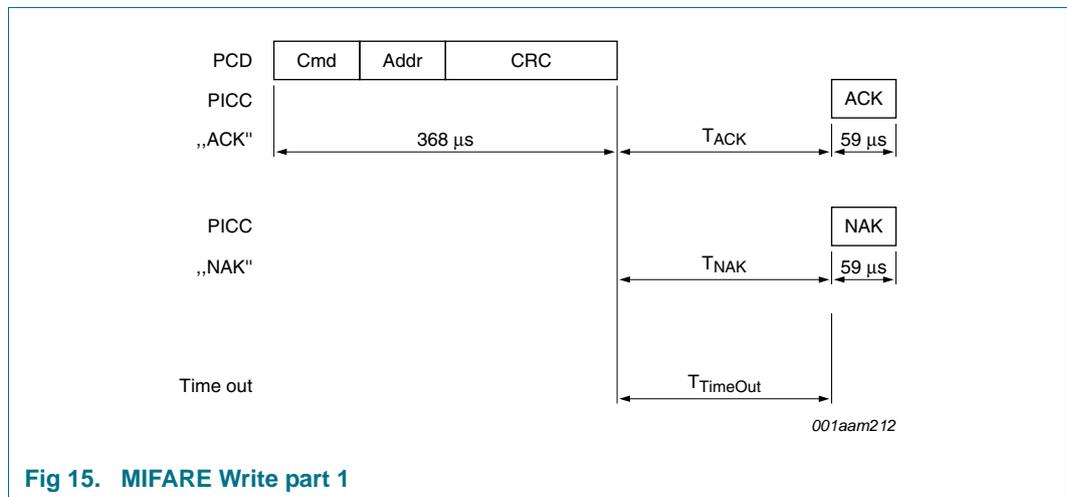 PCD Cmd Addr CRC
PICC ACK
,,ACK" 368 μs TACK 59 μs
PICC NAK
,,NAK" TNAK 59 μs
Time out TTimeOut
001aam212
Fig 15. MIFARE Write part 1